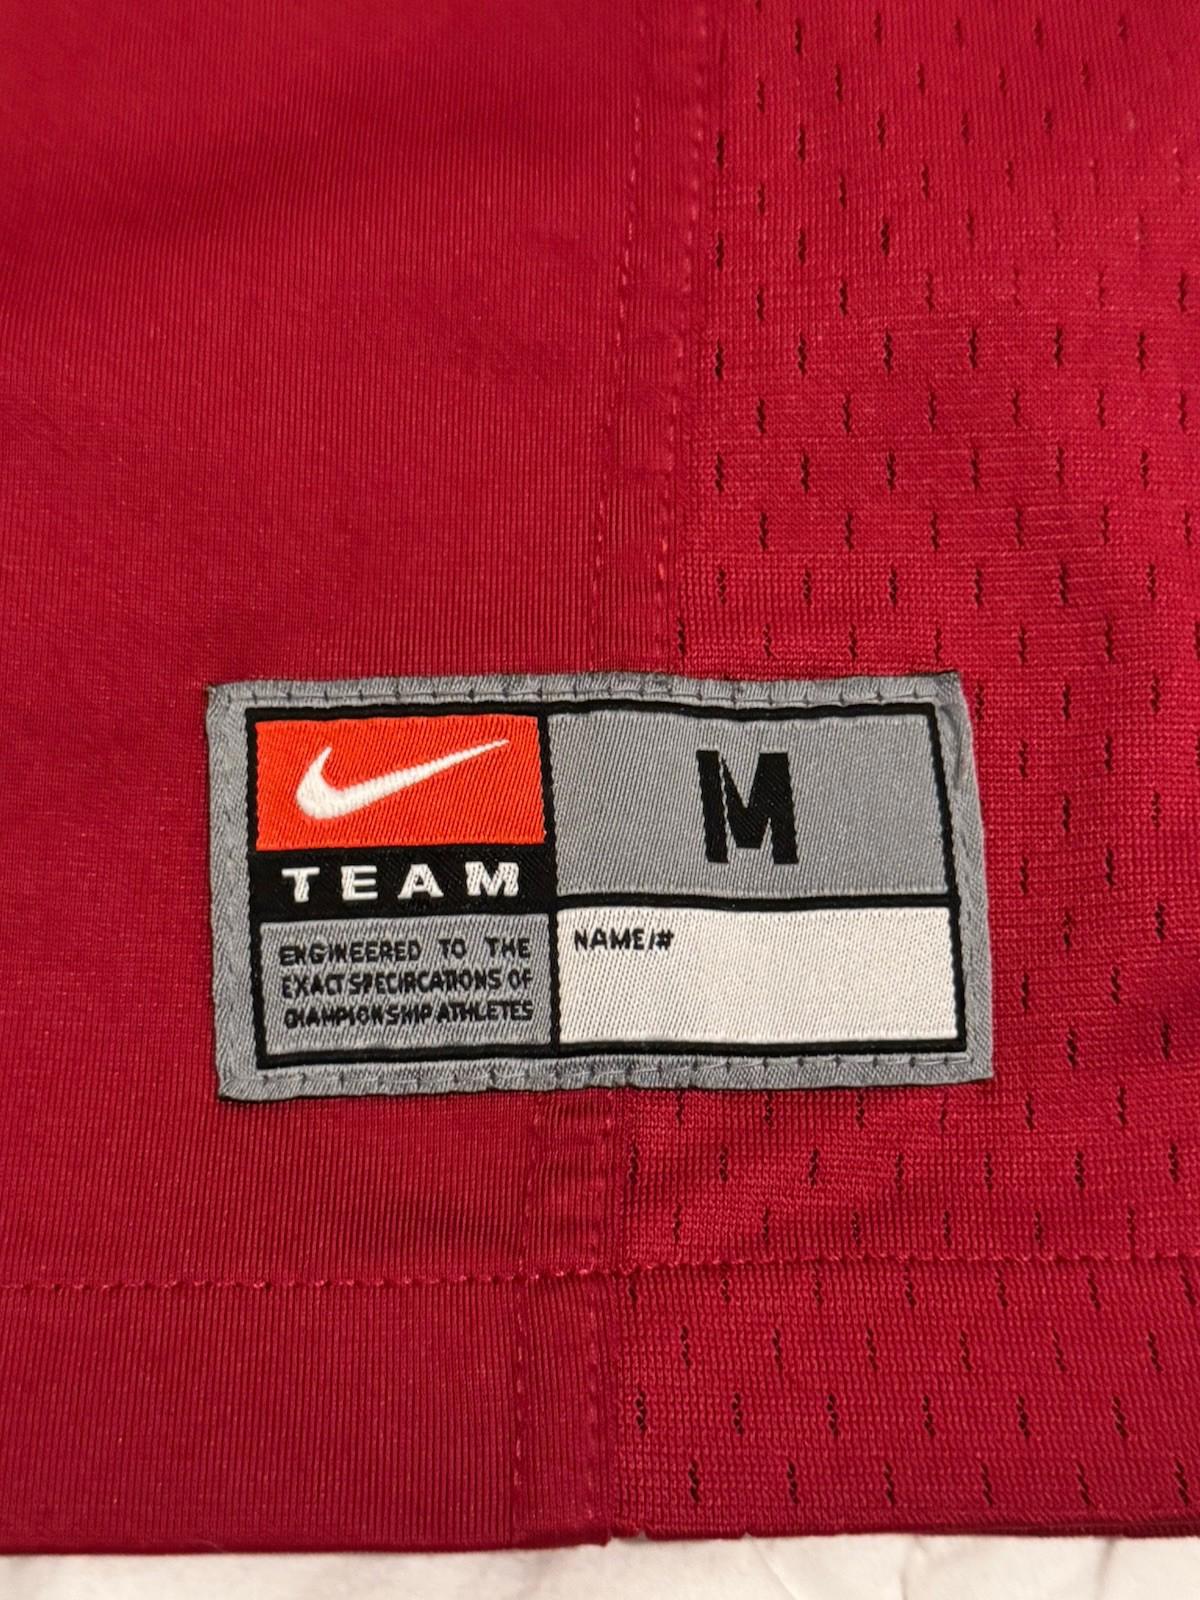 TEAM
M
ENGINEERED TO THE
EXACT SPECIFICATIONS OF
CHAMPIONSHIP ATHLETES
NAME/#